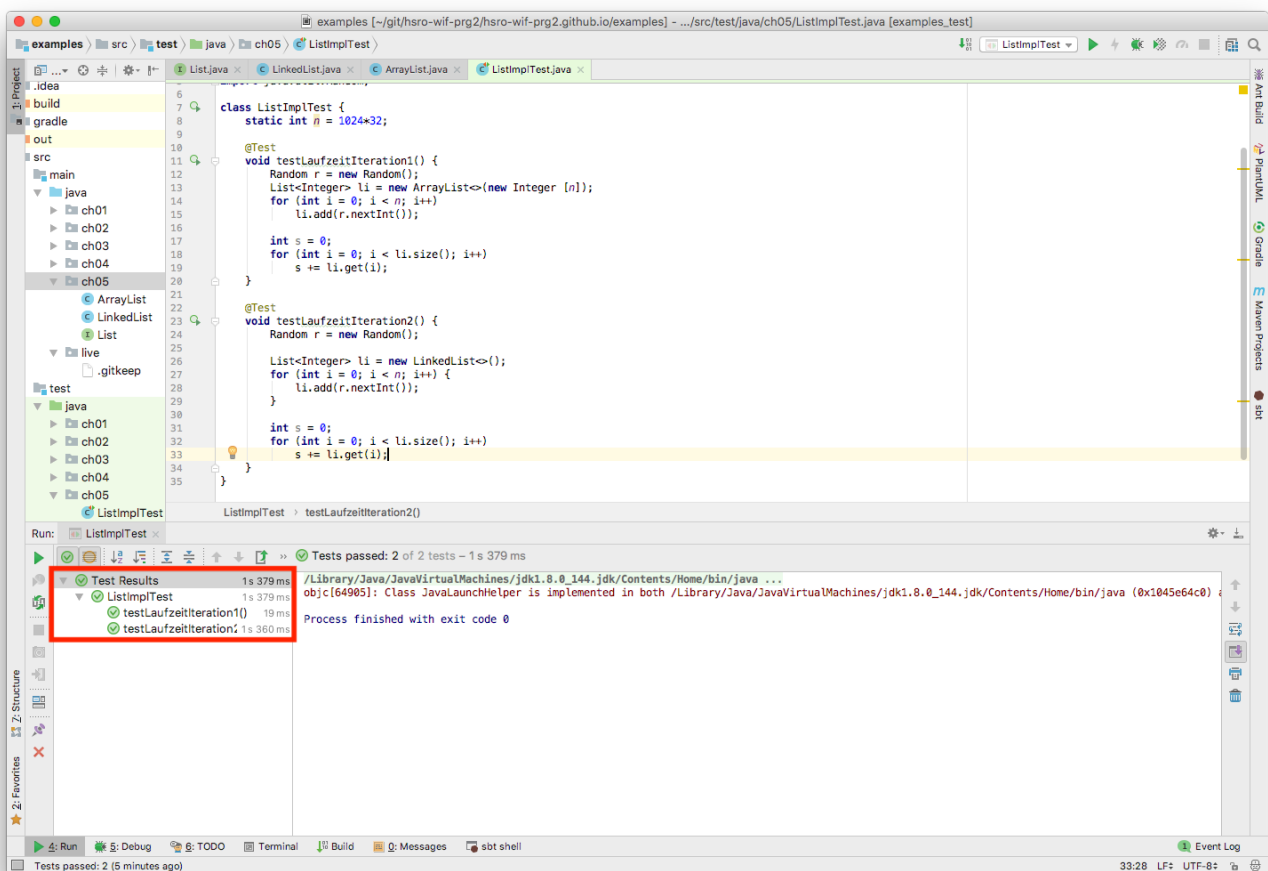 examples [~/git/hsro-wif-prg2/hsro-wif-prg2.github.io/examples] - .../src/test/java/ch05/ListImplTest.java [examples_test]
examples src test java ch05 ListImplTest
ListImplTest
List.java LinkedList.java ArrayList.java ListImplTest.java
1: Project
.idea
build
gradle
out
src
main
java
ch01
ch02
ch03
ch04
ch05
ArrayList
LinkedList
List
live
.gitkeep
test
java
ch01
ch02
ch03
ch04
ch05
ListImplTest
6
7 class ListImplTest {
8 static int n = 1024*32;
9
10 @Test
11 void testLaufzeitIteration1() {
12 Random r = new Random();
13 List<Integer> li = new ArrayList<>(new Integer [n]);
14 for (int i = 0; i < n; i++)
15 li.add(r.nextInt());
16
17 int s = 0;
18 for (int i = 0; i < li.size(); i++)
19 s += li.get(i);
20 }
21
22 @Test
23 void testLaufzeitIteration2() {
24 Random r = new Random();
25
26 List<Integer> li = new LinkedList<>();
27 for (int i = 0; i < n; i++) {
28 li.add(r.nextInt());
29 }
30
31 int s = 0;
32 for (int i = 0; i < li.size(); i++)
33 s += li.get(i);
34 }
35 }
ListImplTest › testLaufzeitIteration2()
Ant Build
PlantUML
Gradle
Maven Projects
sbt
Run: ListImplTest
Tests passed: 2 of 2 tests – 1 s 379 ms
Test Results 1 s 379 ms
ListImplTest 1 s 379 ms
testLaufzeitIteration1() 19 ms
testLaufzeitIteration2 1 s 360 ms
/Library/Java/JavaVirtualMachines/jdk1.8.0_144.jdk/Contents/Home/bin/java ...
objc[64905]: Class JavaLaunchHelper is implemented in both /Library/Java/JavaVirtualMachines/jdk1.8.0_144.jdk/Contents/Home/bin/java (0x1045e64c0) a
Process finished with exit code 0
7: Structure
2: Favorites
4: Run 5: Debug 6: TODO Terminal Build 0: Messages sbt shell 1 Event Log
Tests passed: 2 (5 minutes ago) 33:28 LF UTF-8